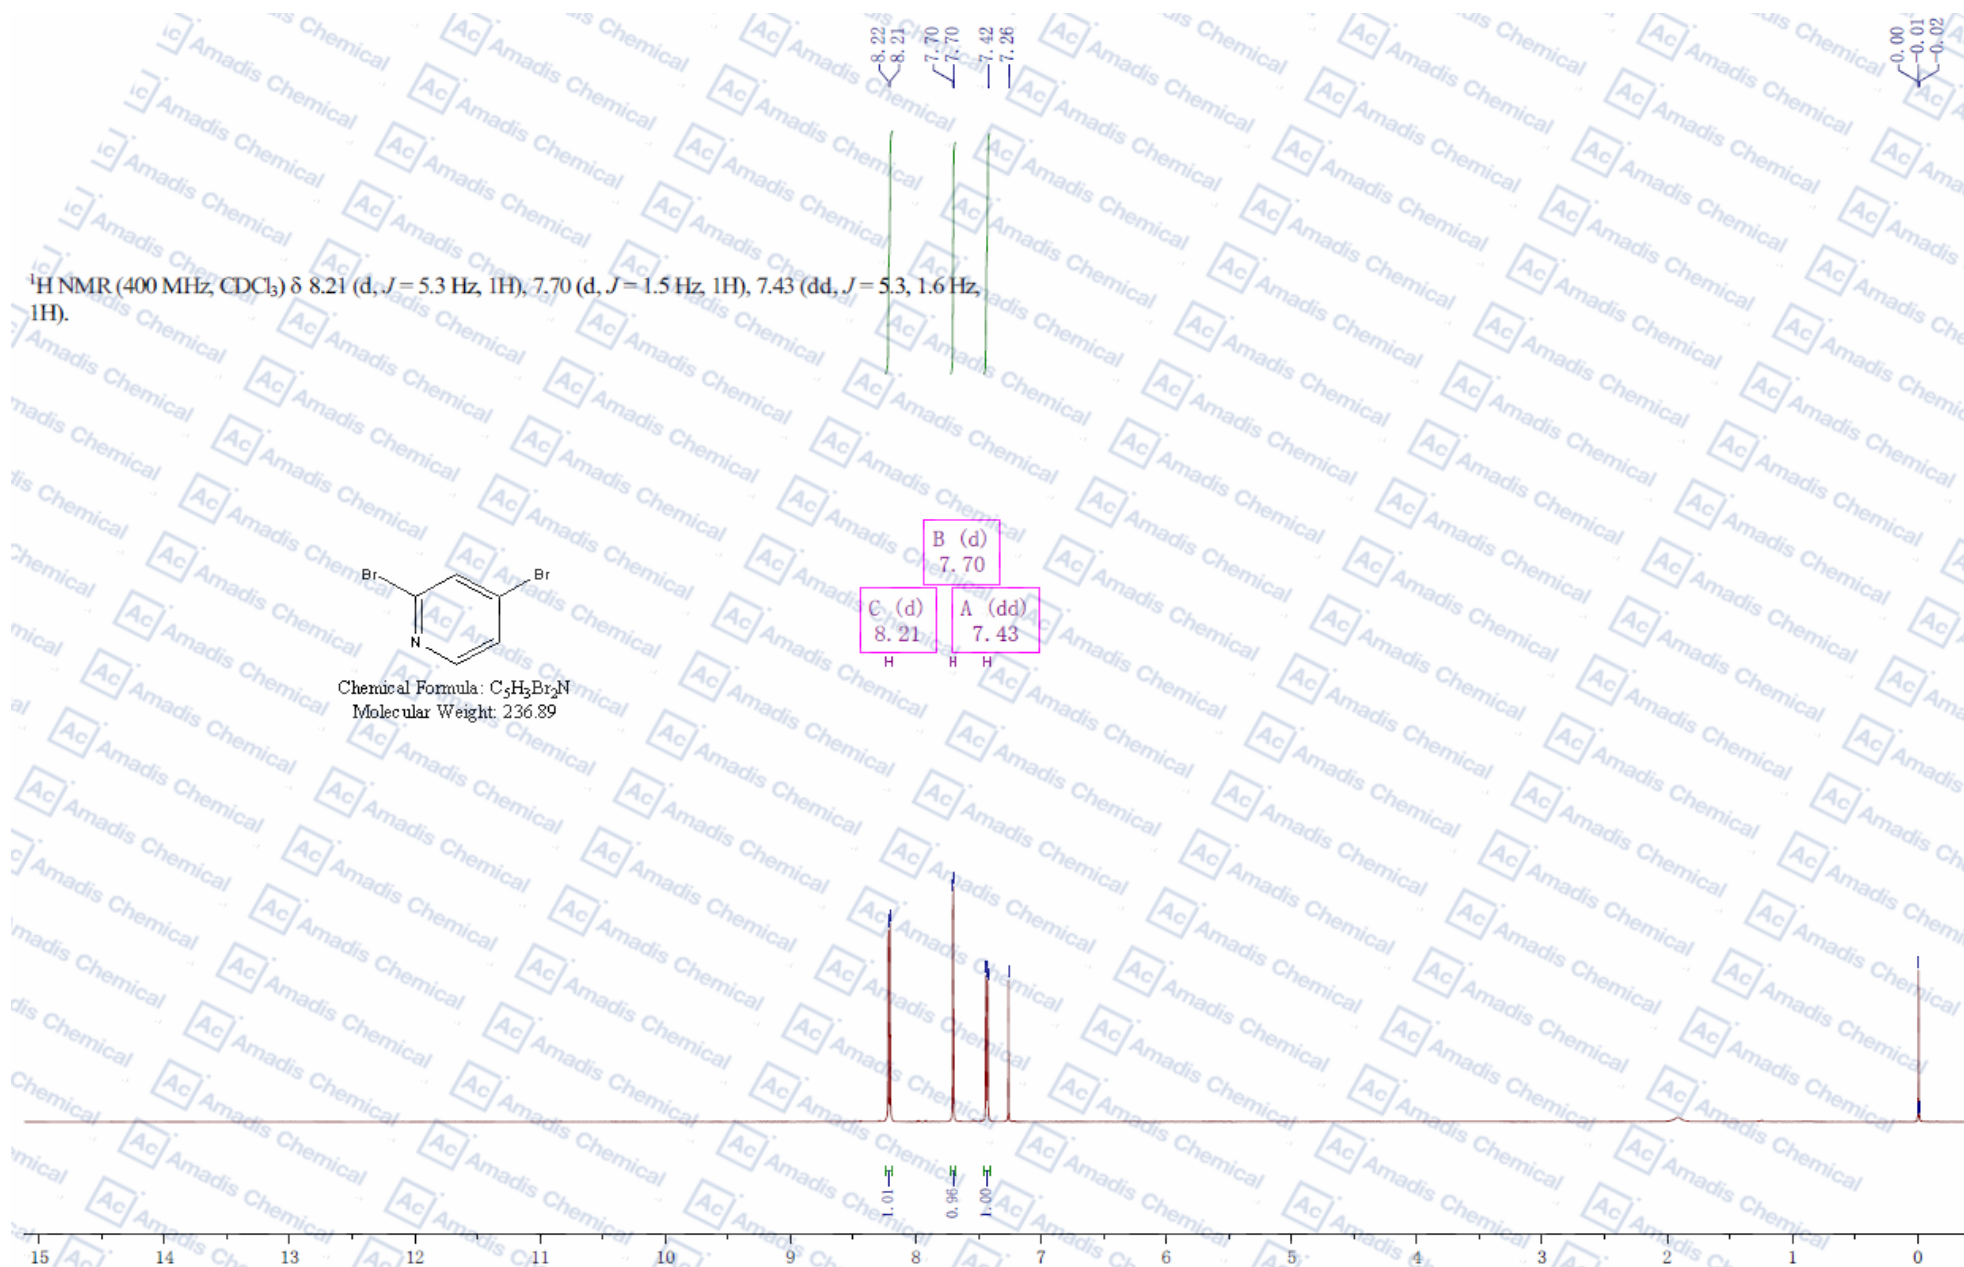 8.22
8.21
7.70
7.70
7.42
7.26
0.00
-0.01
-0.02
¹H NMR (400 MHz, CDCl₃) δ 8.21 (d, J = 5.3 Hz, 1H), 7.70 (d, J = 1.5 Hz, 1H), 7.43 (dd, J = 5.3, 1.6 Hz,
1H).
B (d)
7.70
C (d)
8.21
A (dd)
7.43
Br
Br
N
Chemical Formula: C₅H₃Br₂N
Molecular Weight: 236.89
1.01
0.96
1.00
15 14 13 12 11 10 9 8 7 6 5 4 3 2 1 0
Ac Amadis Chemical